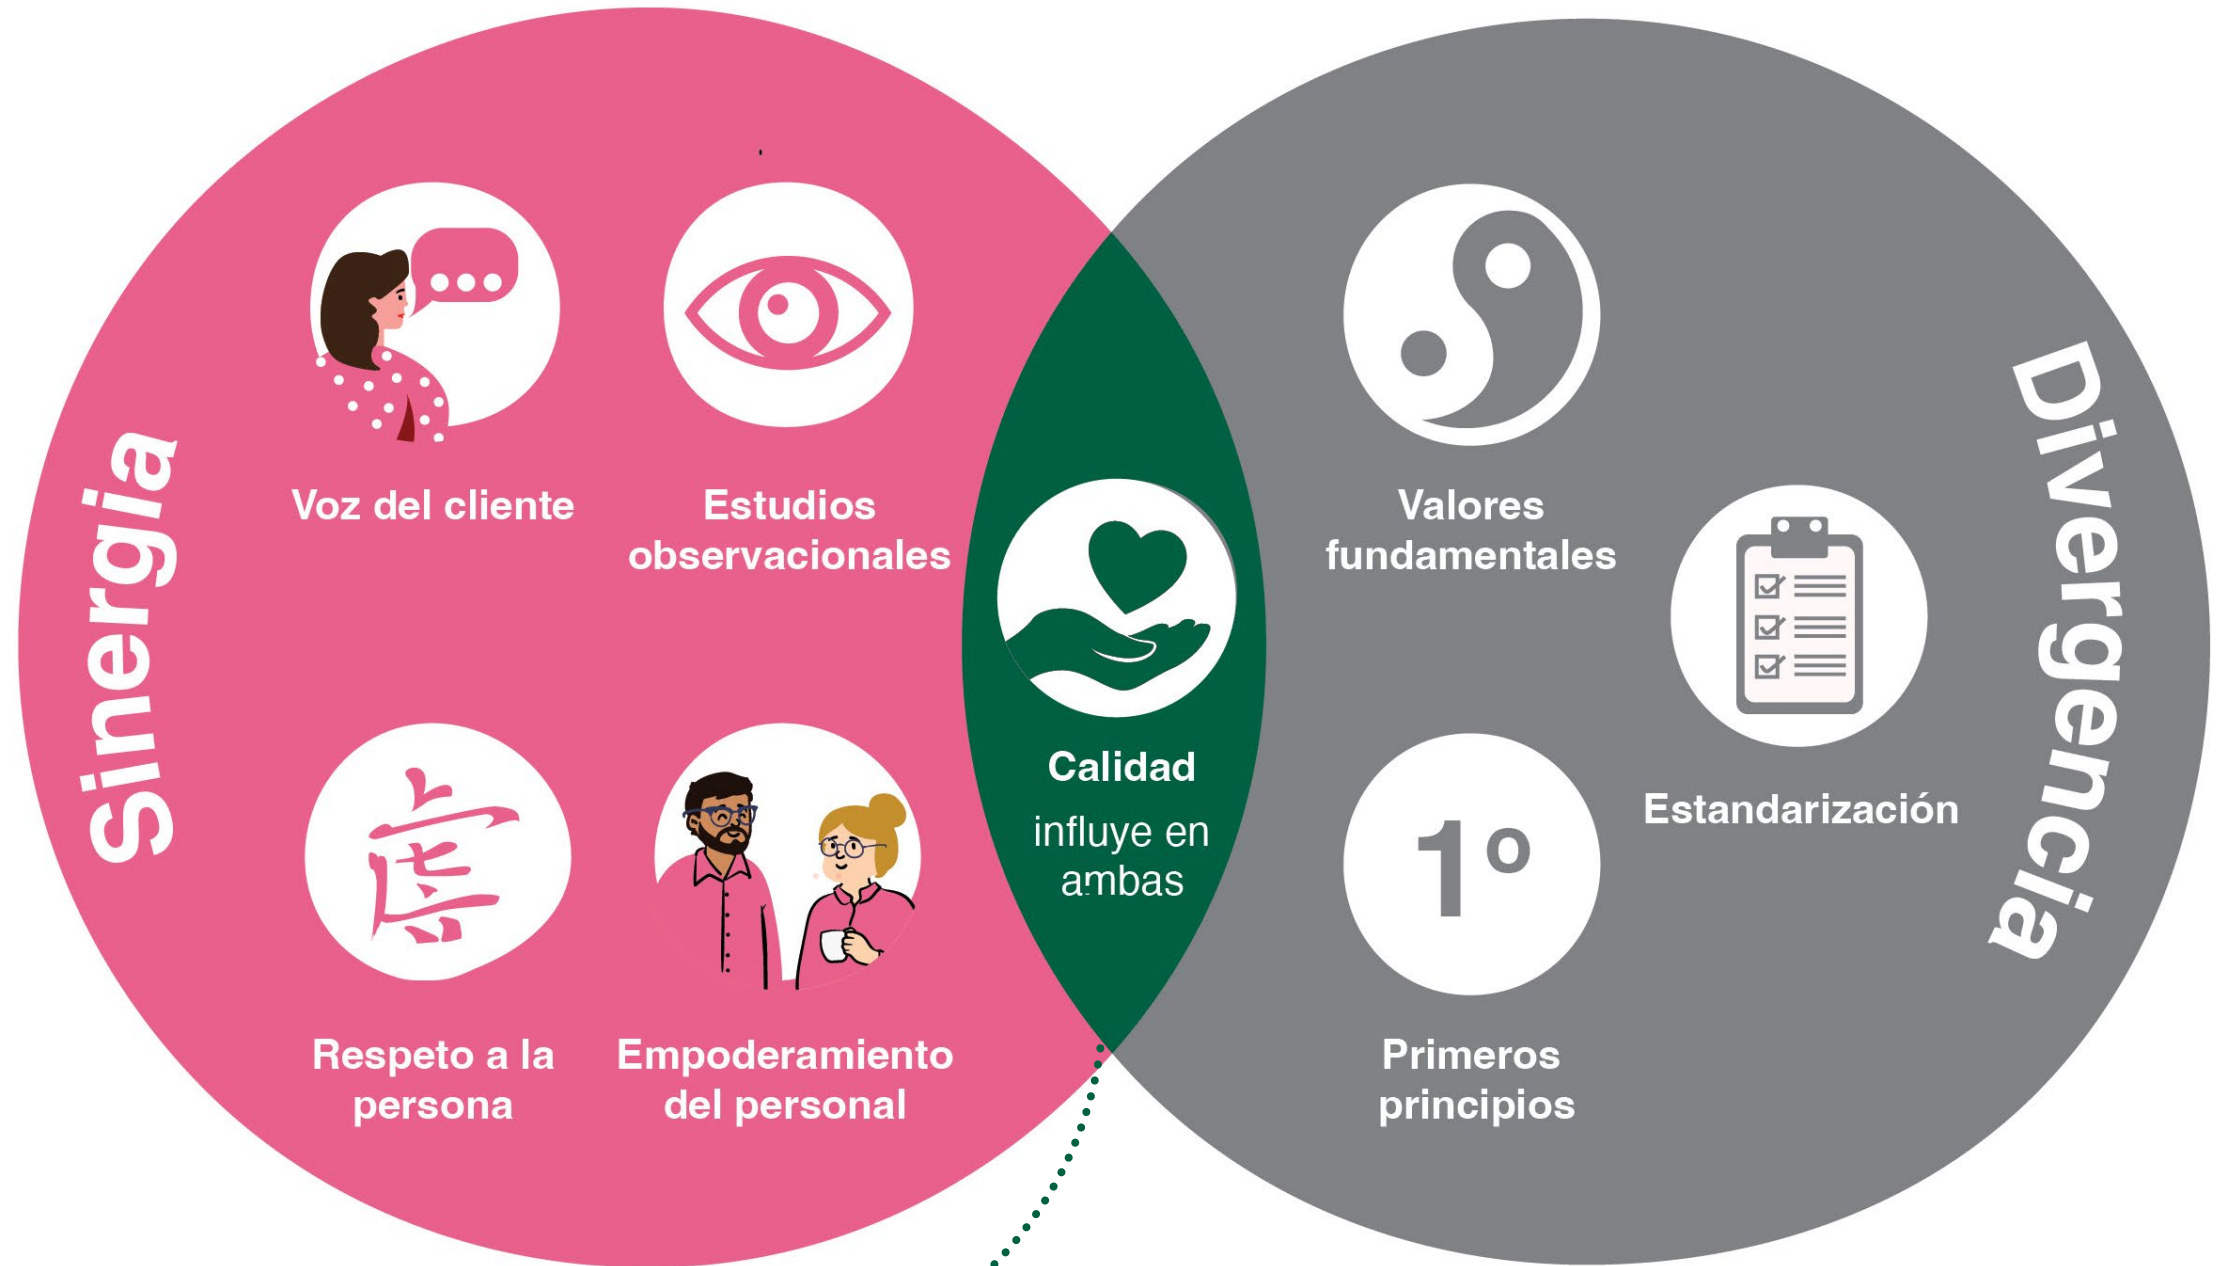 Sinergia
Voz del cliente
Estudios
observacionales
Respeto a la
persona
Empoderamiento
del personal
Calidad
influye en
ambas
Valores
fundamentales
Estandarización
1º
Primeros
principios
Divergencia